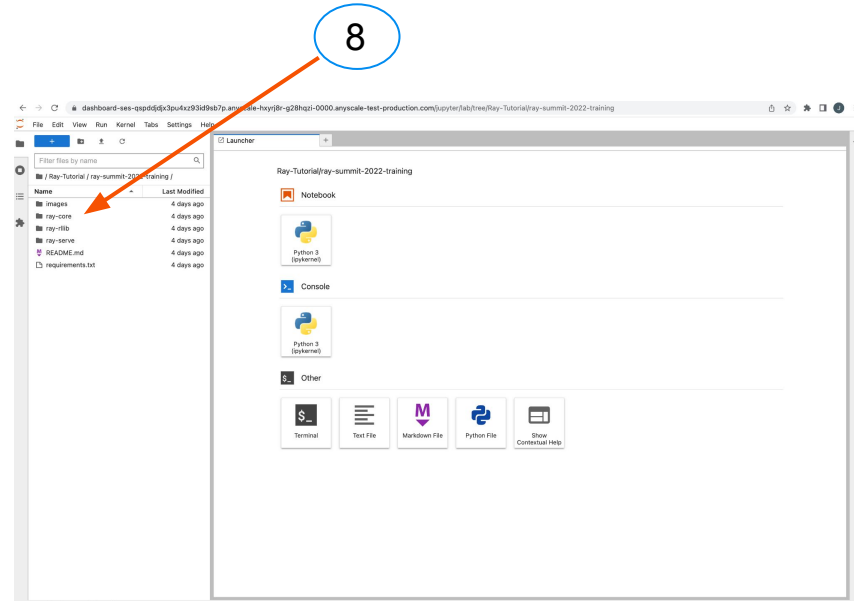 8
dashboard-ses-qspddjdjx3pu4xz93id9sb7p.anyscale-hxyrj8r-g28hqzi-0000.anyscale-test-production.com/jupyter/lab/tree/Ray-Tutorial/ray-summit-2022-training
J
File Edit View Run Kernel Tabs Settings Help
+
Launcher
+
Filter files by name
/ Ray-Tutorial / ray-summit-2022-training /
Name Last Modified
images 4 days ago
ray-core 4 days ago
ray-rllib 4 days ago
ray-serve 4 days ago
README.md 4 days ago
requirements.txt 4 days ago
Ray-Tutorial/ray-summit-2022-training
Notebook
Python 3
(ipykernel)
Console
Python 3
(ipykernel)
$_ Other
$_
M
Terminal Text File Markdown File Python File Show
Contextual Help